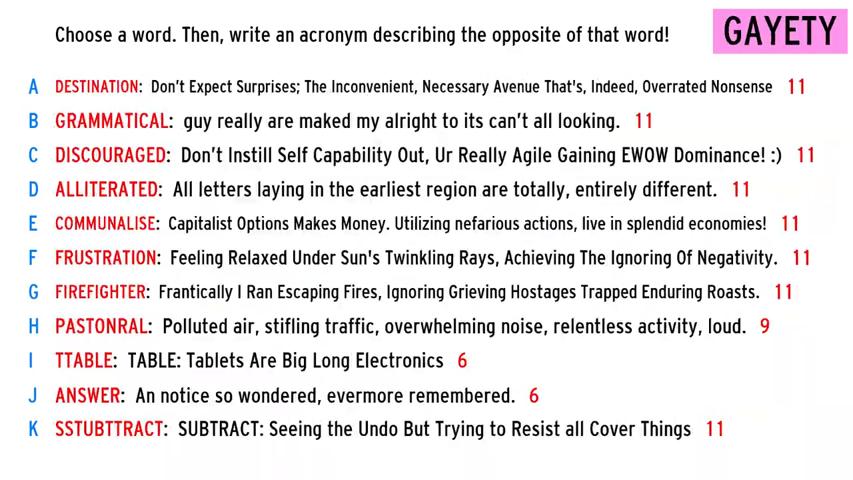 Choose a word. Then, write an acronym describing the opposite of that word!
GAYETY
A DESTINATION: Don't Expect Surprises; The Inconvenient, Necessary Avenue That's, Indeed, Overrated Nonsense 11
B GRAMMATICAL: guy really are maked my alright to its can't all looking. 11
C DISCOURAGED: Don't Instill Self Capability Out, Ur Really Agile Gaining EWOW Dominance! :) 11
D ALLITERATED: All letters laying in the earliest region are totally, entirely different. 11
E COMMUNALISE: Capitalist Options Makes Money. Utilizing nefarious actions, live in splendid economies! 11
F FRUSTRATION: Feeling Relaxed Under Sun's Twinkling Rays, Achieving The Ignoring Of Negativity. 11
G FIREFIGHTER: Frantically I Ran Escaping Fires, Ignoring Grieving Hostages Trapped Enduring Roasts. 11
H PASTONRAL: Polluted air, stifling traffic, overwhelming noise, relentless activity, loud. 9
I TTABLE: TABLE: Tablets Are Big Long Electronics 6
J ANSWER: An notice so wondered, evermore remembered. 6
K SSTUBTTRACT: SUBTRACT: Seeing the Undo But Trying to Resist all Cover Things 11